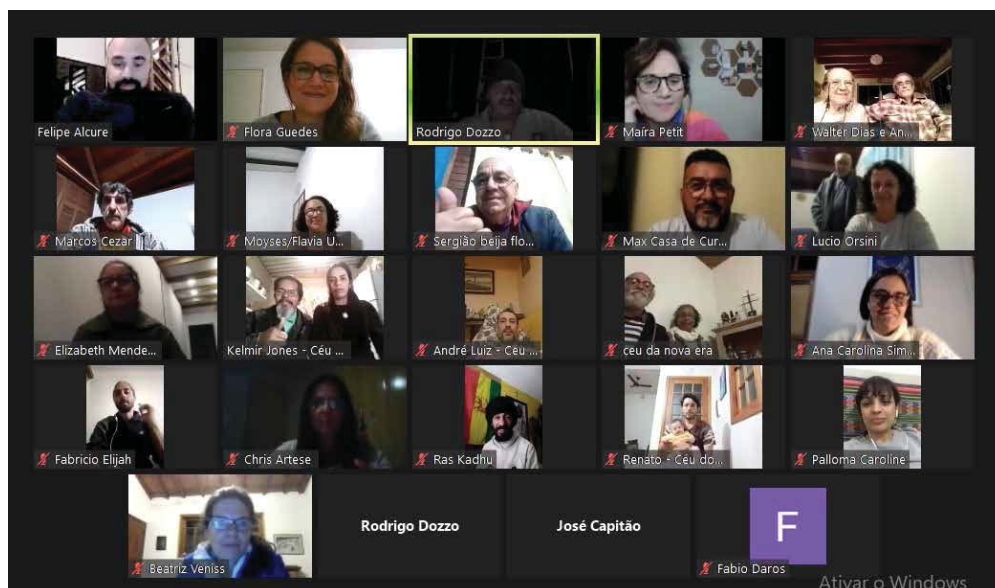 Felipe Alcure
Flora Guedes
Rodrigo Dozzo
Maíra Petit
Walter Dias e An...
Marcos Cezar
Moyses/Flavia U...
Sergião beija flo...
Max Casa de Cur...
Lucio Orsini
Elizabeth Mende...
Kelmir Jones - Céu ...
André Luiz - Céu ...
ceu da nova era
Ana Carolina Sim...
Fabricio Elijah
Chris Artese
Ras Kadhu
Renato - Céu do...
Palloma Caroline
Beatriz Veniss
Rodrigo Dozzo
José Capitão
F
Fabio Daros
Ativar o Windows